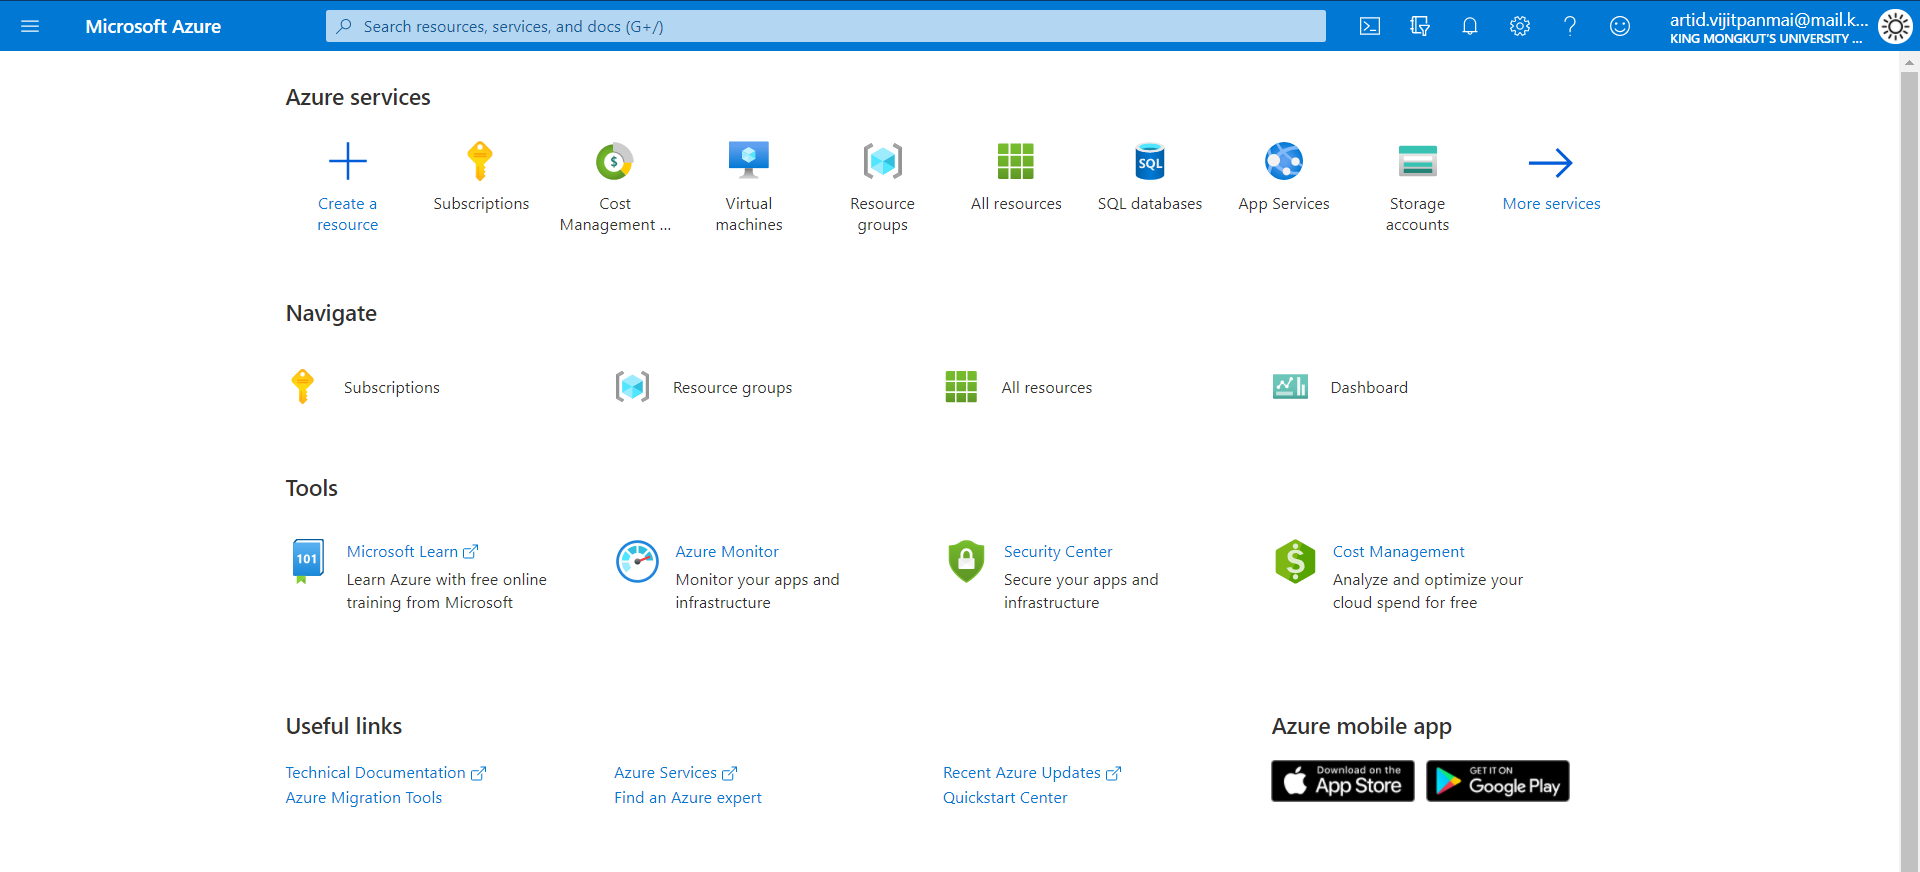 Microsoft Azure
Search resources, services, and docs (G+/)
artid.vijitpanmai@mail.k...
KING MONGKUT'S UNIVERSITY ...
Azure services
Create a
resource
Subscriptions
Cost
Management ...
Virtual
machines
Resource
groups
All resources
SQL
SQL databases
App Services
Storage
accounts
More services
Navigate
Subscriptions
Resource groups
All resources
Dashboard
Tools
101
Microsoft Learn
Learn Azure with free online
training from Microsoft
Azure Monitor
Monitor your apps and
infrastructure
Security Center
Secure your apps and
infrastructure
Cost Management
Analyze and optimize your
cloud spend for free
Useful links
Technical Documentation
Azure Migration Tools
Azure Services
Find an Azure expert
Recent Azure Updates
Quickstart Center
Azure mobile app
Download on the
App Store
GET IT ON
Google Play